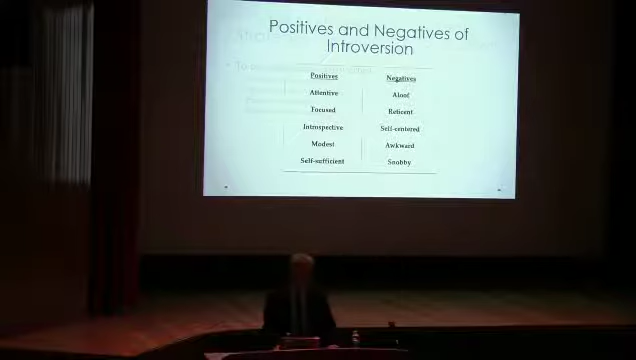 Positives and Negatives of
Introversion
Positives Negatives
Attentive Aloof
Focused Reticent
Introspective Self-centered
Modest Awkward
Self-sufficient Snobby